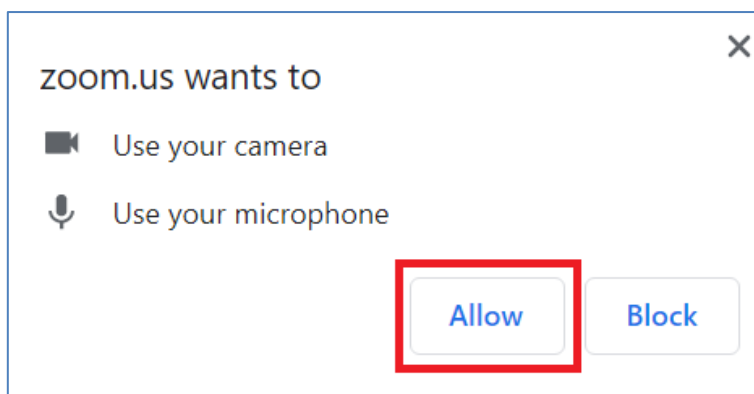 zoom.us wants to
Use your camera
Use your microphone
Allow Block